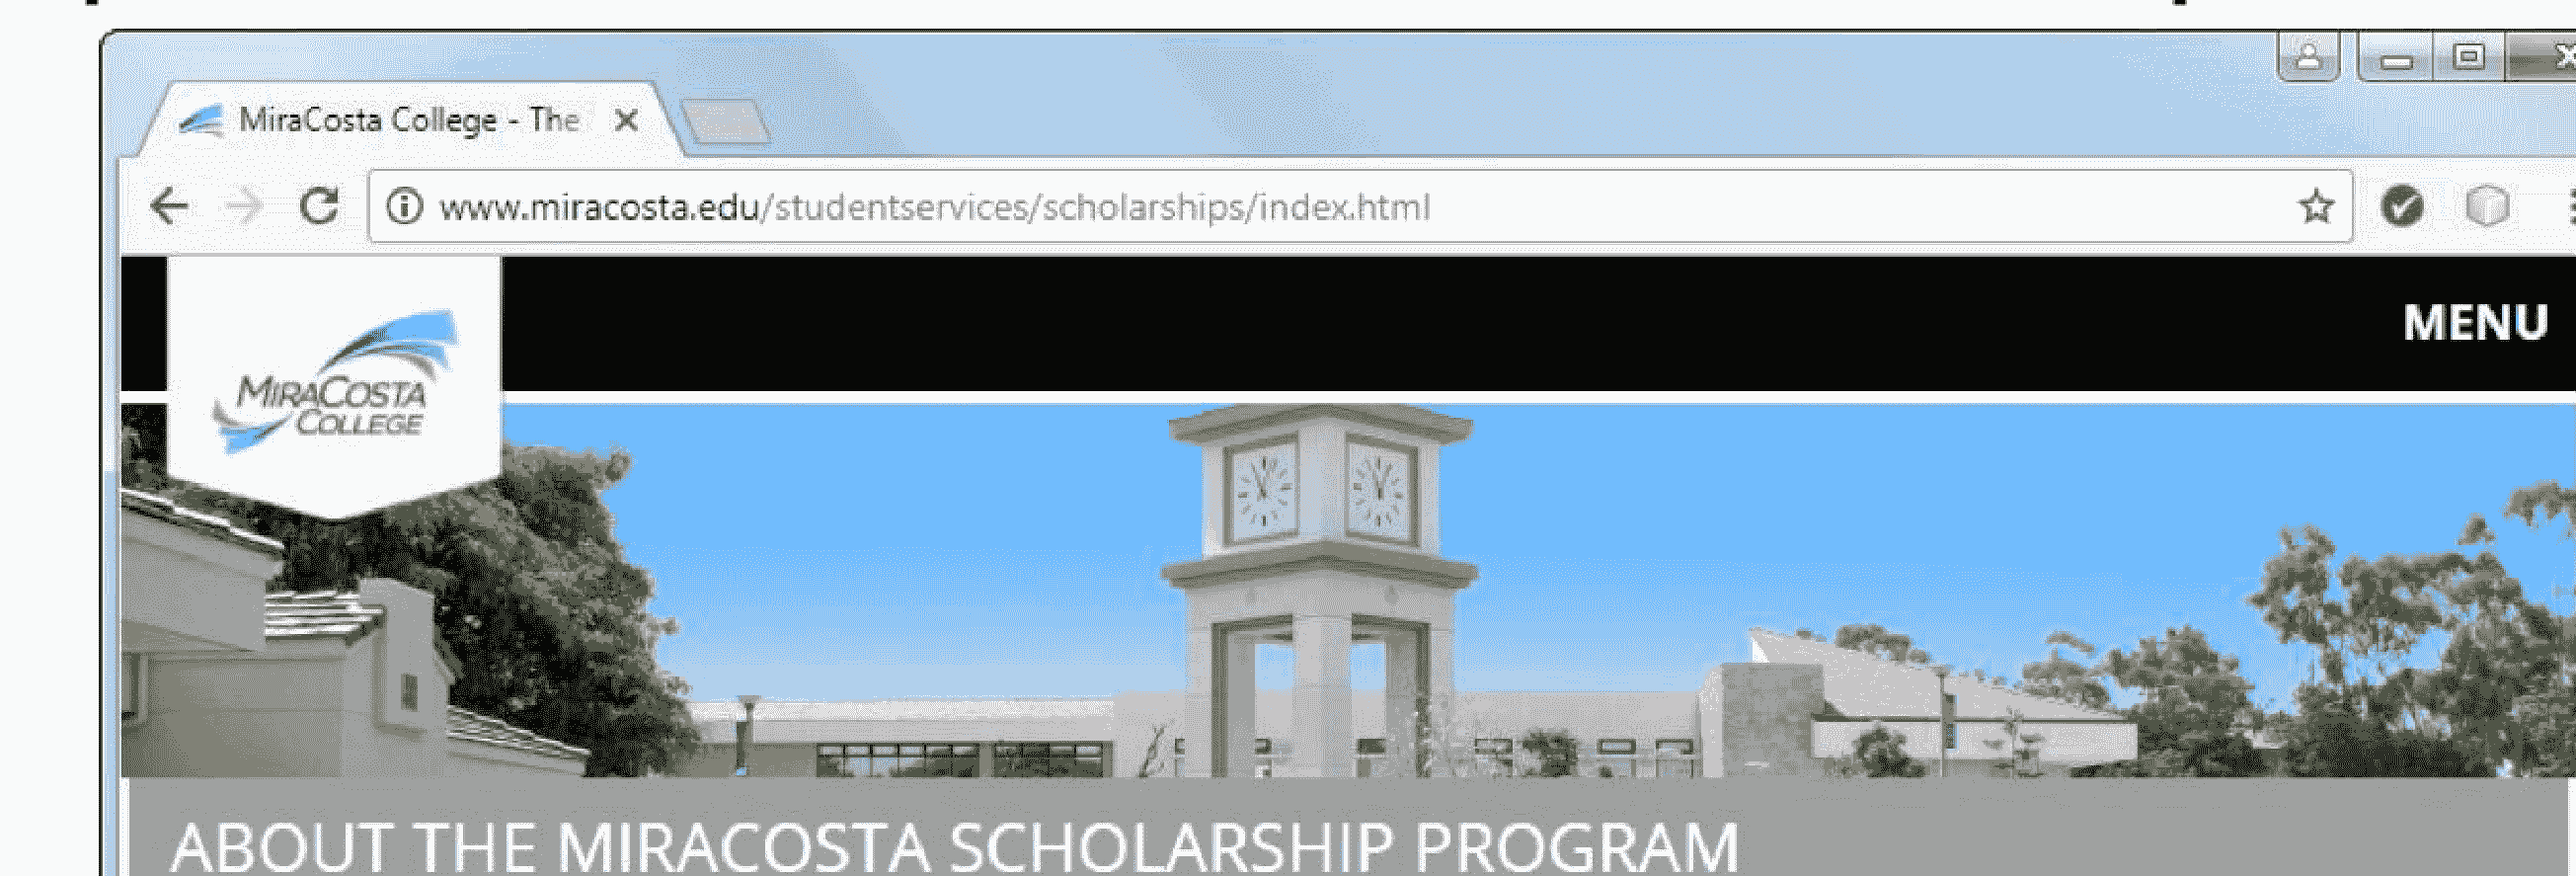 MiraCosta College - The
www.miracosta.edu/studentservices/scholarships/index.html
MENU
MIRACOSTA
COLLEGE
ABOUT THE MIRACOSTA SCHOLARSHIP PROGRAM